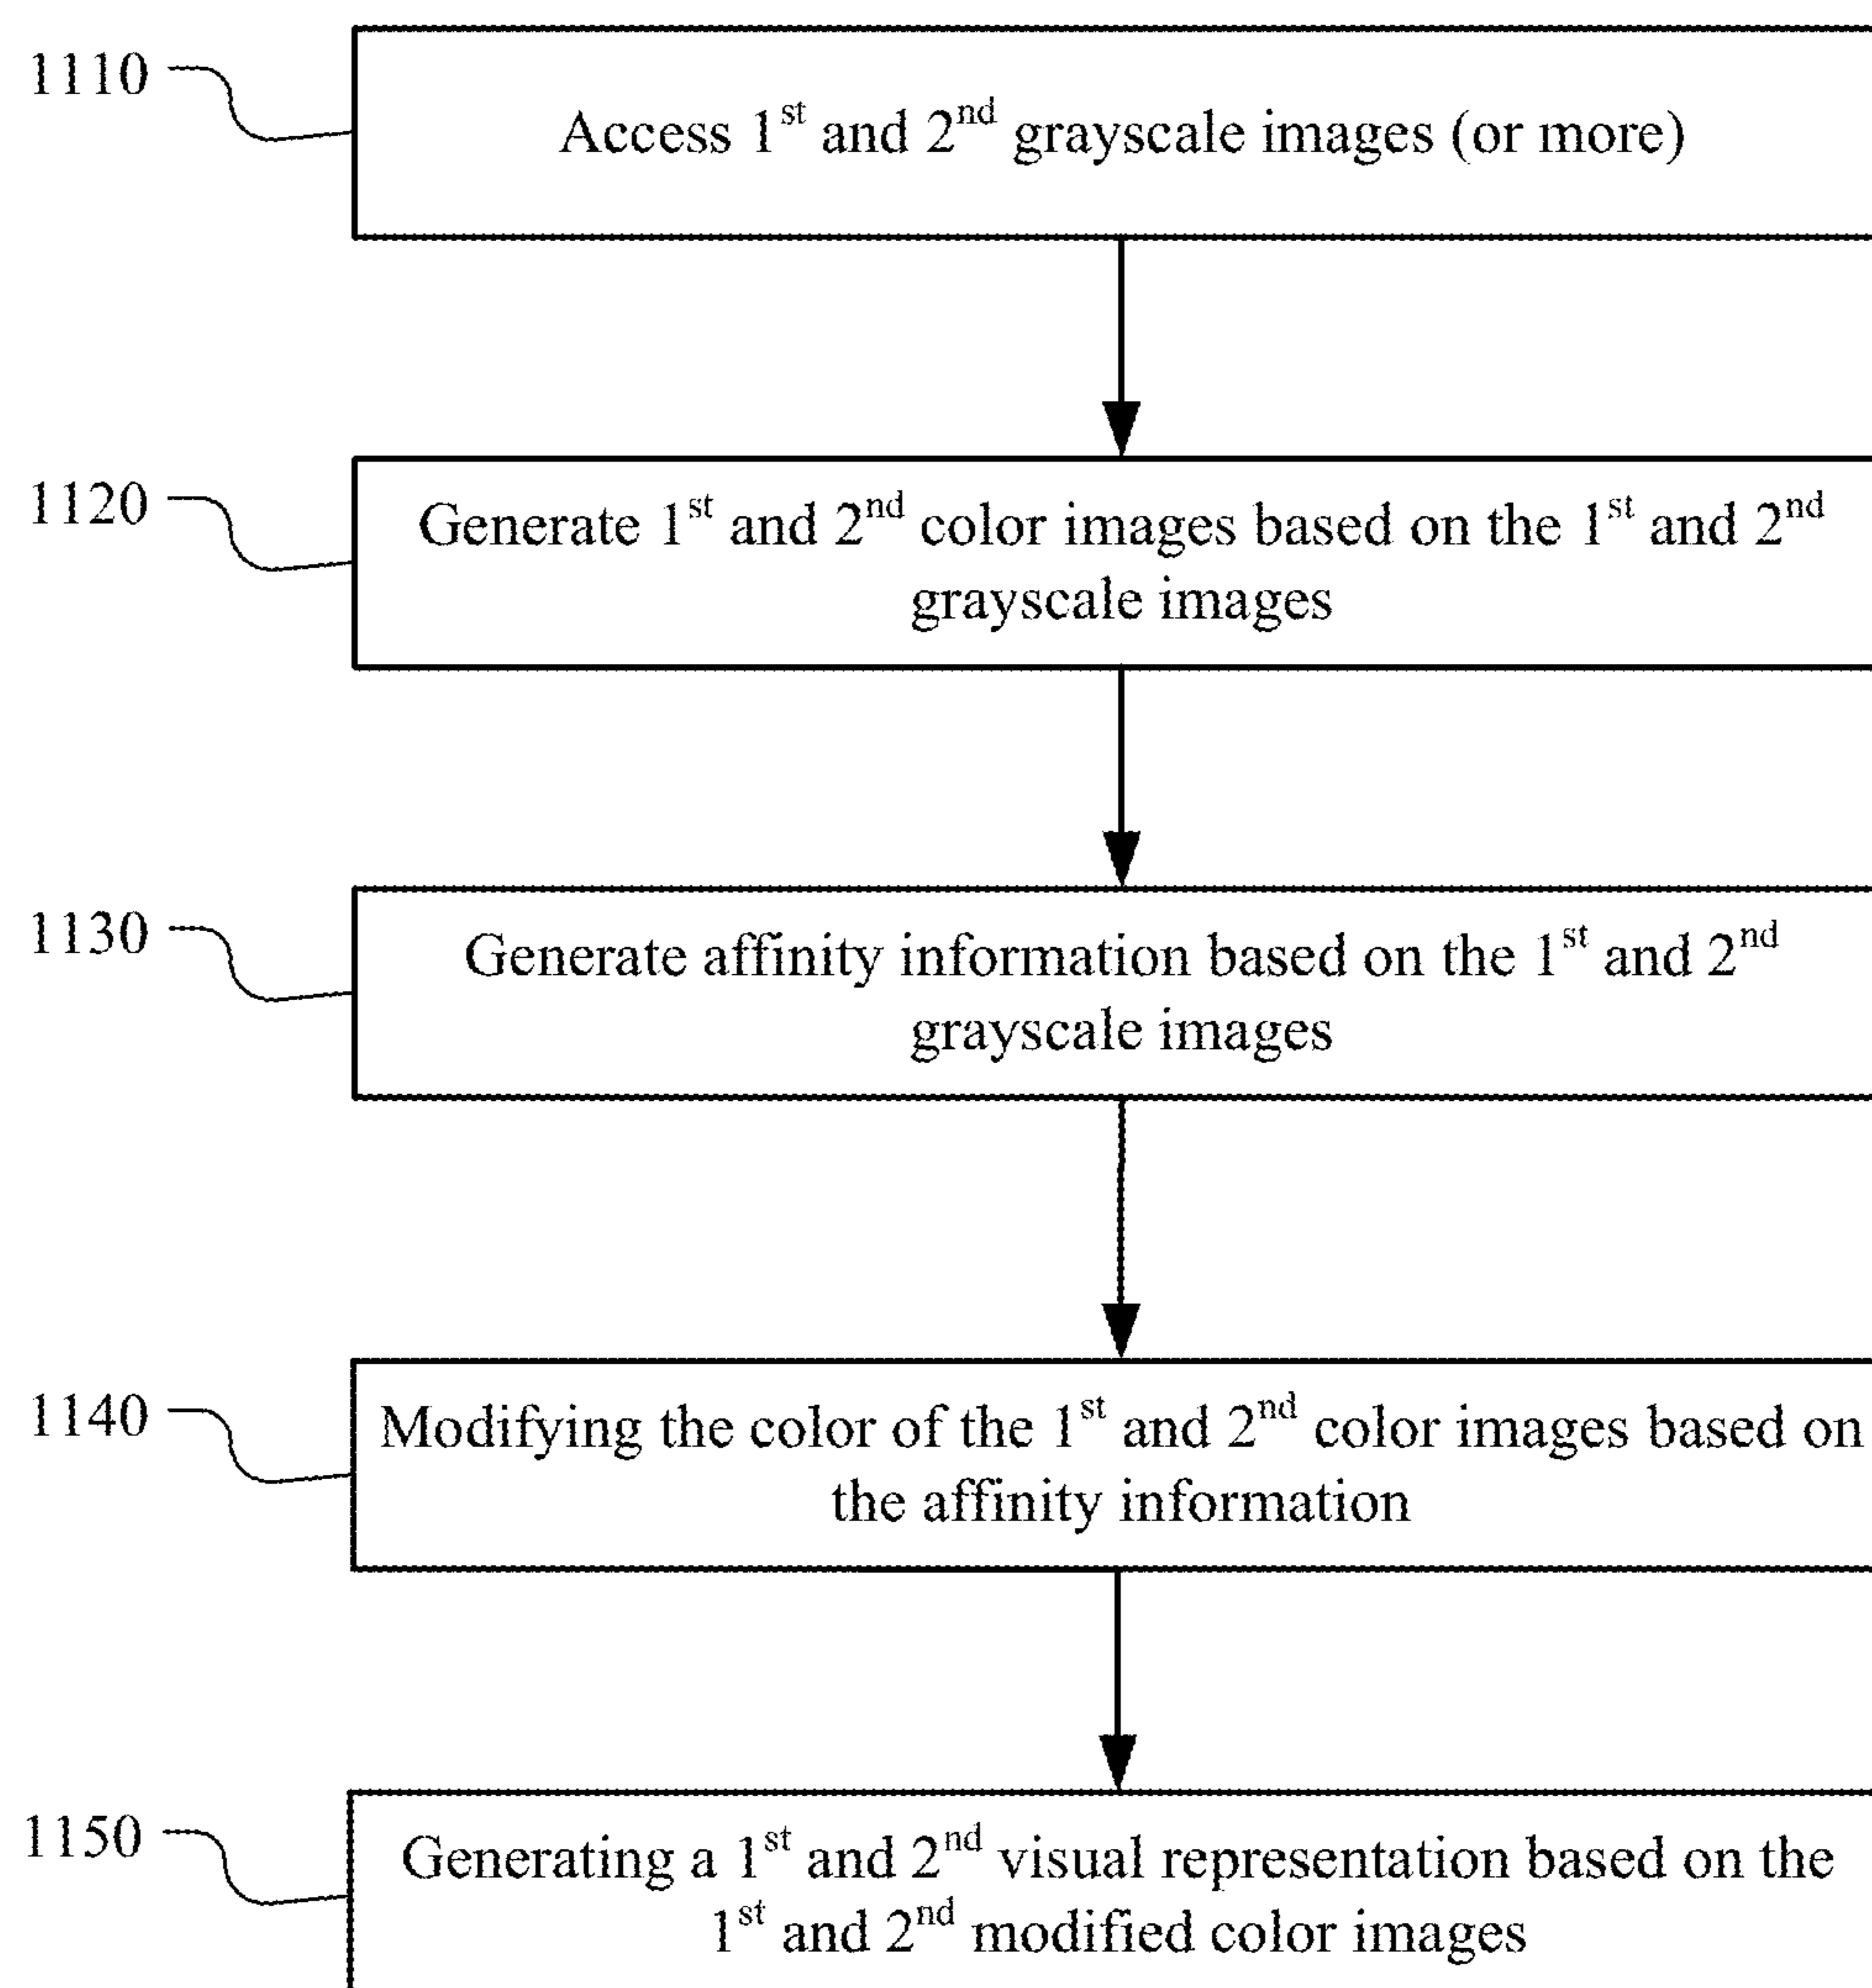 1110
Access 1st and 2nd grayscale images (or more)
1120
Generate 1st and 2nd color images based on the 1st and 2nd
grayscale images
1130
Generate affinity information based on the 1st and 2nd
grayscale images
1140
Modifying the color of the 1st and 2nd color images based on
the affinity information
1150
Generating a 1st and 2nd visual representation based on the
1st and 2nd modified color images